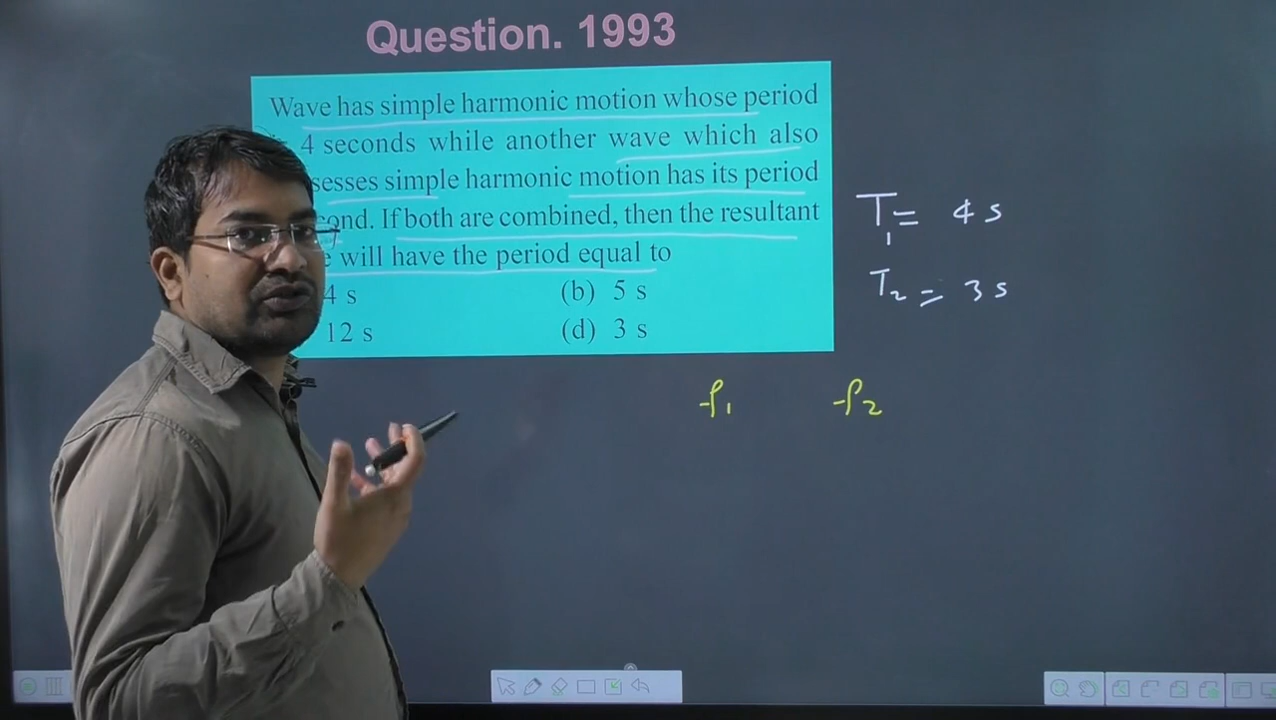 Question. 1993
Wave has simple harmonic motion whose period
4 seconds while another wave which also
sesses simple harmonic motion has its period
ond. If both are combined, then the resultant
e will have the period equal to
4 s (b) 5 s
12 s (d) 3 s
T1 = 4 s
T2 = 3 s
f1 f2